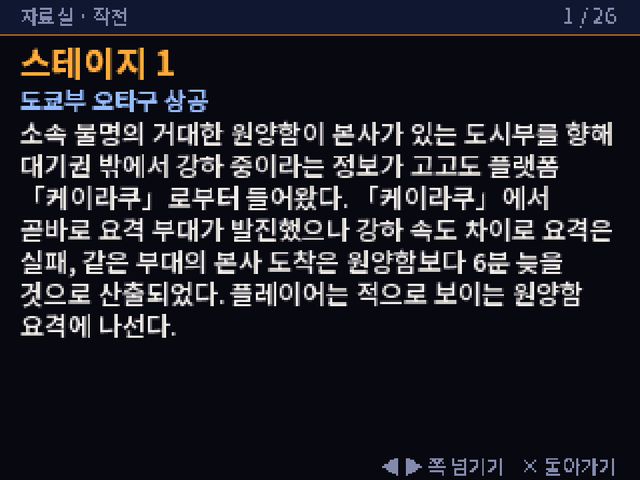 자료실 · 작전
1 / 26
스테이지 1
도쿄부 오타구 상공
소속 불명의 거대한 원양함이 본사가 있는 도시부를 향해
대기권 밖에서 강하 중이라는 정보가 고고도 플랫폼
「케이라쿠」로부터 들어왔다. 「케이라쿠」에서
곧바로 요격 부대가 발진했으나 강하 속도 차이로 요격은
실패, 같은 부대의 본사 도착은 원양함보다 6분 늦을
것으로 산출되었다. 플레이어는 적으로 보이는 원양함
요격에 나선다.
◀ ▶ 쪽 넘기기 ✕ 돌아가기